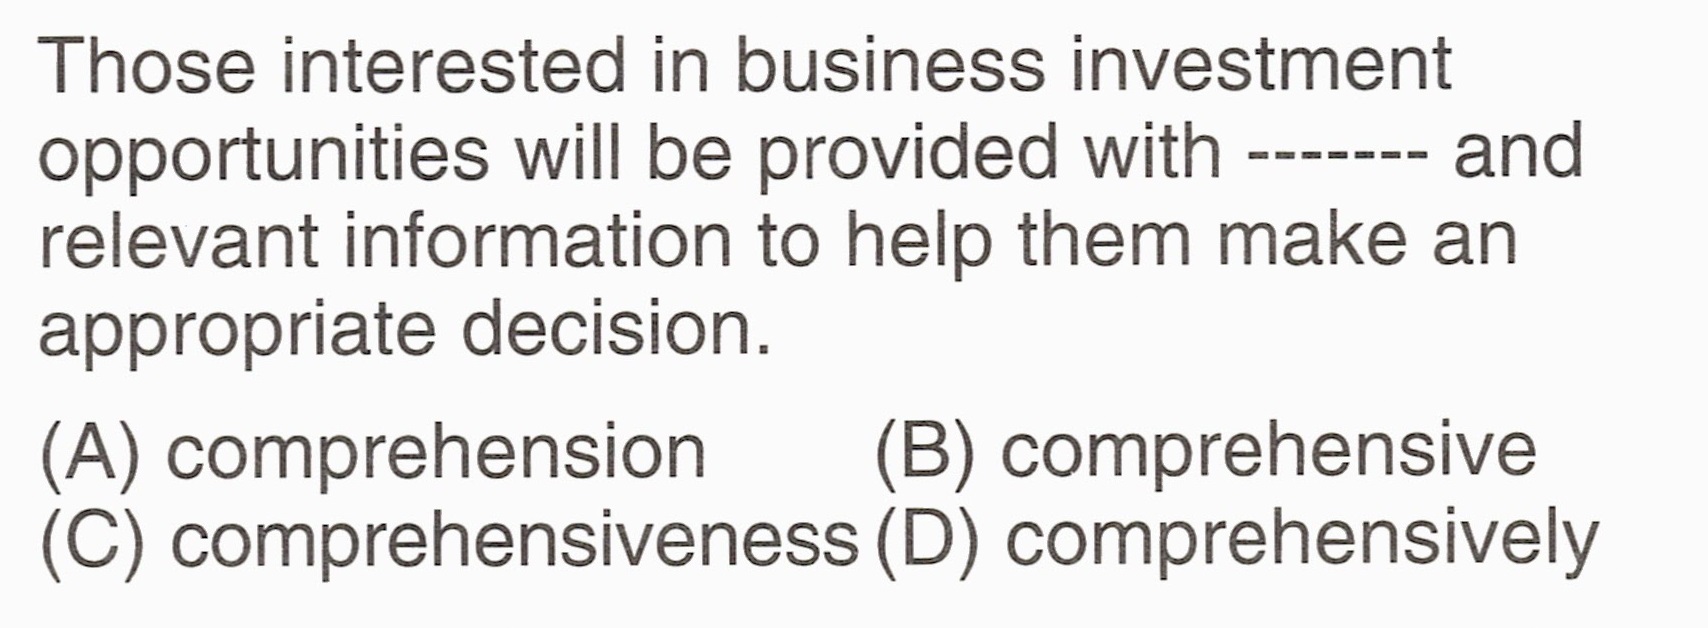 Those interested in business investment
opportunities will be provided with ------- and
relevant information to help them make an
appropriate decision.
(A) comprehension (B) comprehensive
(C) comprehensiveness (D) comprehensively